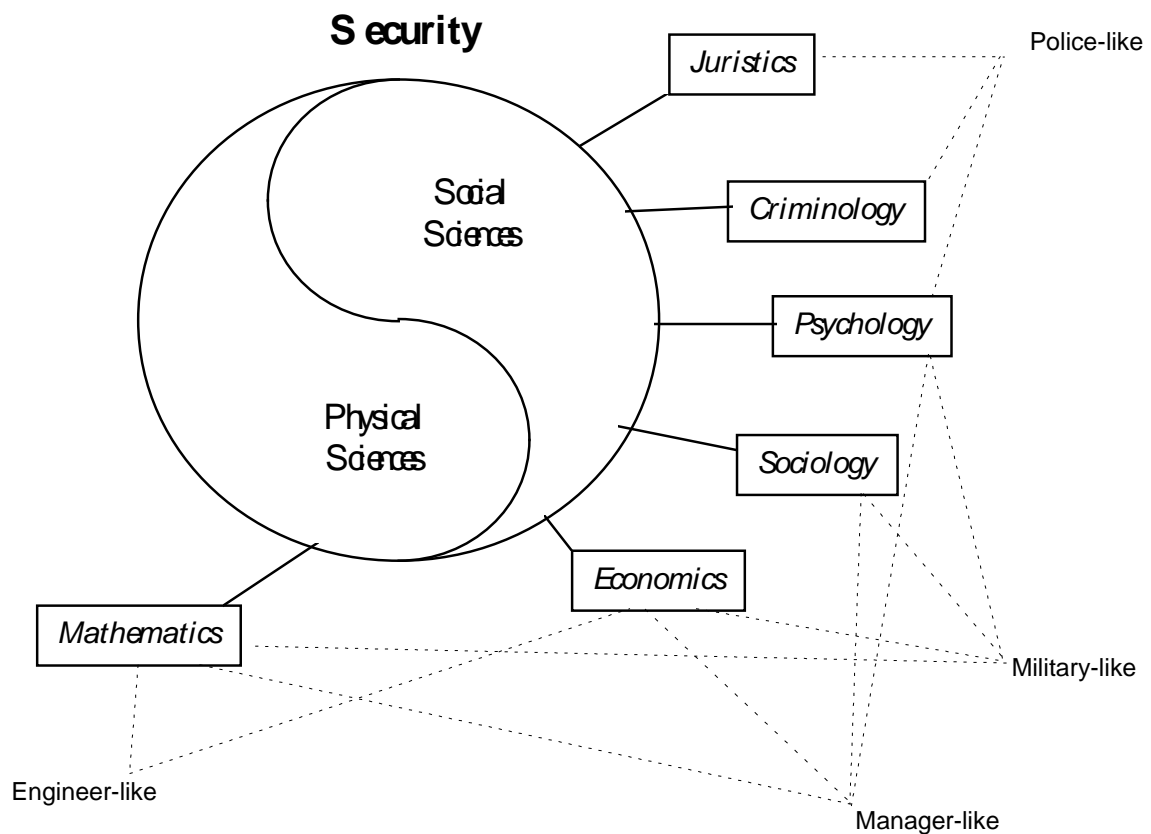 Security
Juristics
Police-like
Social
Sciences
Criminology
Psychology
Physical
Sciences
Sociology
Economics
Mathematics
Military-like
Engineer-like
Manager-like